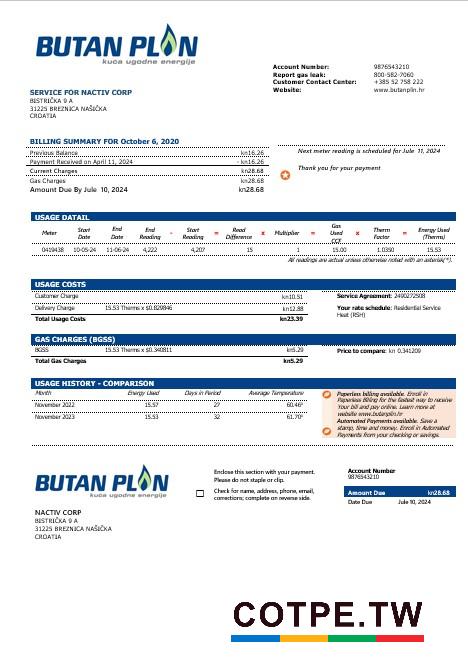 BUTAN PLIN
kuća ugodne energije
Account Number: 9876543210
Report gas leak: 800-582-7060
Customer Contact Center: +385 52 758 222
Website: www.butanplin.hr
SERVICE FOR NACTIV CORP
BISTRIČKA 9 A
31225 BREZNICA NAŠIČKA
CROATIA
BILLING SUMMARY FOR October 6, 2020
Previous Balance kn16.26
Payment Received on April 11, 2024 - kn16.26
Current Charges kn28.68
Gas Charges kn28.68
Amount Due By Jule 10, 2024 kn28.68
Next meter reading is scheduled for Jule 11, 2024
Thank you for your payment
USAGE DATAIL
Meter Start Date End Date End Reading - Start Reading = Read Difference x Multiplier = Gas Used CCF x Therm Factor = Energy Used (Therms)
0419438 10-05-24 11-06-24 4,222 4,207 15 1 15.00 1.0350 15.53
All readings are actual unless otherwise noted with an asterisk(*).
USAGE COSTS
Customer Charge kn10.51
Delivery Charge 15.53 Therms x $0.829846 kn12.88
Total Usage Costs kn23.39
Service Agreement: 2490272508
Your rate schedule: Residential Service
Heat (RSH)
GAS CHARGES (BGSS)
BGSS 15.53 Therms x $0.340811 kn5.29
Total Gas Charges kn5.29
Price to compare: kn 0.341209
USAGE HISTORY - COMPARISON
Month Energy Used Days in Period Average Temperature
November 2022 15.57 27 60.46º
November 2023 15.53 32 61.70º
Paperless billing available. Enroll in
Paperless Billing for the fastest way to receive
Your bill and pay online. Learn more at
website www.butanplin.hr
Automated Payments available. Save a
stamp, time and money. Enroll in Automated
Payments from your checking or savings.
BUTAN PLIN
kuća ugodne energije
Enclose this section with your payment.
Please do not staple or clip.
Check for name, address, phone, email,
corrections; complete on reverse side.
Account Number
9876543210
Amount Due kn28.68
Date Due Jule 10, 2024
NACTIV CORP
BISTRIČKA 9 A
31225 BREZNICA NAŠIČKA
CROATIA
COTPE.TW